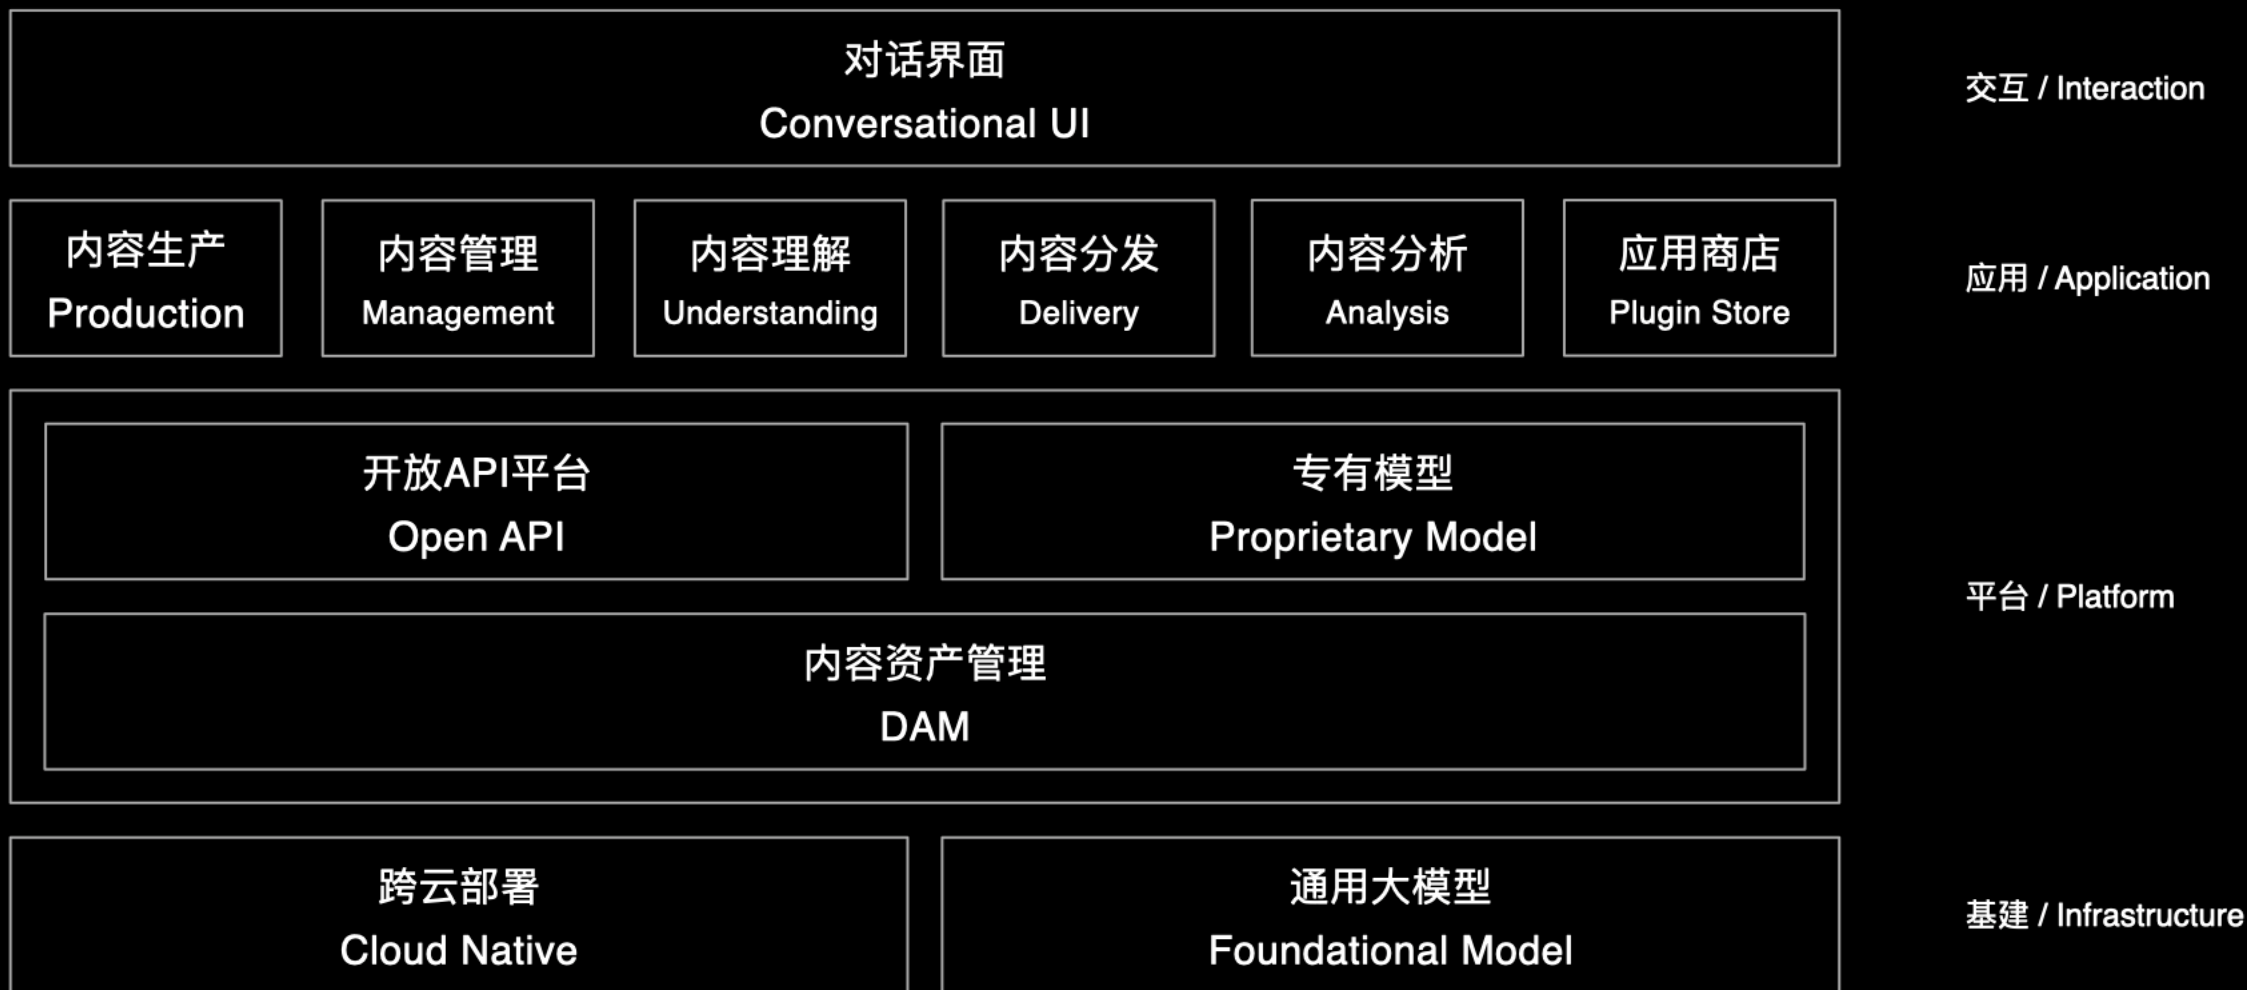 对话界面
Conversational UI
交互 / Interaction
内容生产
Production
内容管理
Management
内容理解
Understanding
内容分发
Delivery
内容分析
Analysis
应用商店
Plugin Store
应用 / Application
开放API平台
Open API
专有模型
Proprietary Model
内容资产管理
DAM
平台 / Platform
跨云部署
Cloud Native
通用大模型
Foundational Model
基建 / Infrastructure